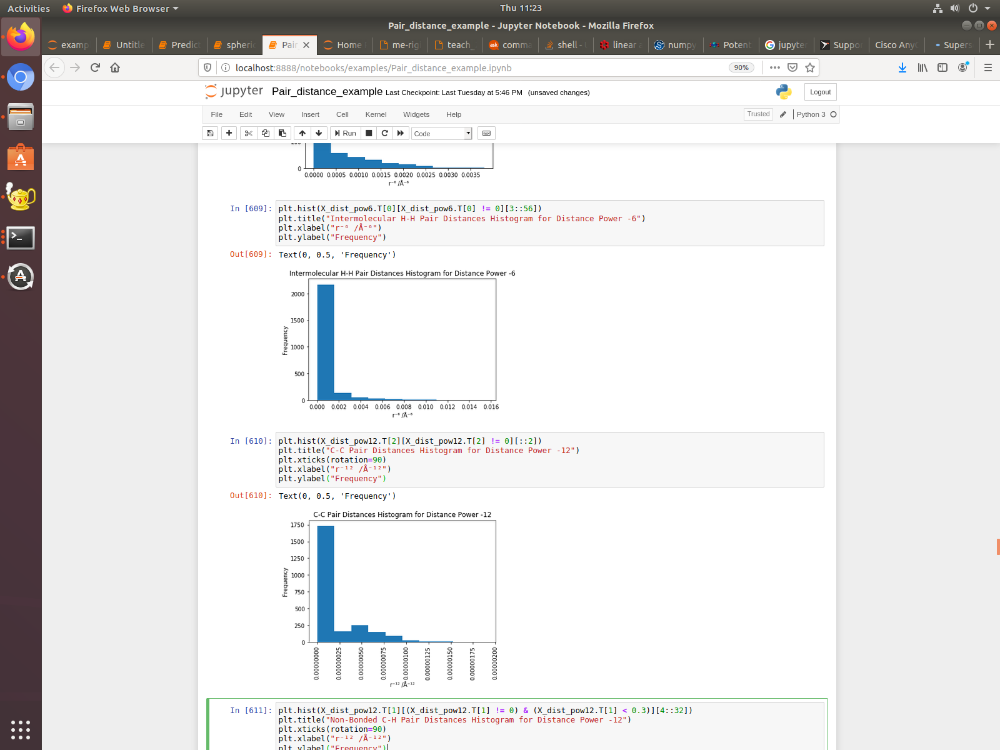 Activities
Firefox Web Browser
Thu 11:23
Pair_distance_example - Jupyter Notebook - Mozilla Firefox
examp
Untitle
Predic
spheri
Pair
Home
me-rig
teach_
ask
comma
shell -
linear a
numpy
Potent
jupyter
Suppo
Cisco Any
Supers
localhost:8888/notebooks/examples/Pair_distance_example.ipynb
90%
jupyter
Pair_distance_example Last Checkpoint: Last Tuesday at 5:46 PM (unsaved changes)
Logout
File Edit View Insert Cell Kernel Widgets Help
Trusted
Python 3
Run
Code
0
0.0000 0.0005 0.0010 0.0015 0.0020 0.0025 0.0030 0.0035
r⁻⁶ /Å⁻⁶
In [609]:
plt.hist(X_dist_pow6.T[0][X_dist_pow6.T[0] != 0][3::56])
plt.title("Intermolecular H-H Pair Distances Histogram for Distance Power -6")
plt.xlabel("r⁻⁶ /Å⁻⁶")
plt.ylabel("Frequency")
Out[609]: Text(0, 0.5, 'Frequency')
Intermolecular H-H Pair Distances Histogram for Distance Power -6
2000
1500
1000
500
0
Frequency
0.000 0.002 0.004 0.006 0.008 0.010 0.012 0.014 0.016
r⁻⁶ /Å⁻⁶
In [610]:
plt.hist(X_dist_pow12.T[2][X_dist_pow12.T[2] != 0][::2])
plt.title("C-C Pair Distances Histogram for Distance Power -12")
plt.xticks(rotation=90)
plt.xlabel("r⁻¹² /Å⁻¹²")
plt.ylabel("Frequency")
Out[610]: Text(0, 0.5, 'Frequency')
C-C Pair Distances Histogram for Distance Power -12
1750
1500
1250
1000
750
500
250
0
Frequency
0.00000000 0.00000025 0.00000050 0.00000075 0.00000100 0.00000125 0.00000150 0.00000175 0.00000200
r⁻¹² /Å⁻¹²
In [611]:
plt.hist(X_dist_pow12.T[1][(X_dist_pow12.T[1] != 0) & (X_dist_pow12.T[1] < 0.3)][4::32])
plt.title("Non-Bonded C-H Pair Distances Histogram for Distance Power -12")
plt.xticks(rotation=90)
plt.xlabel("r⁻¹² /Å⁻¹²")
plt.ylabel("Frequency")